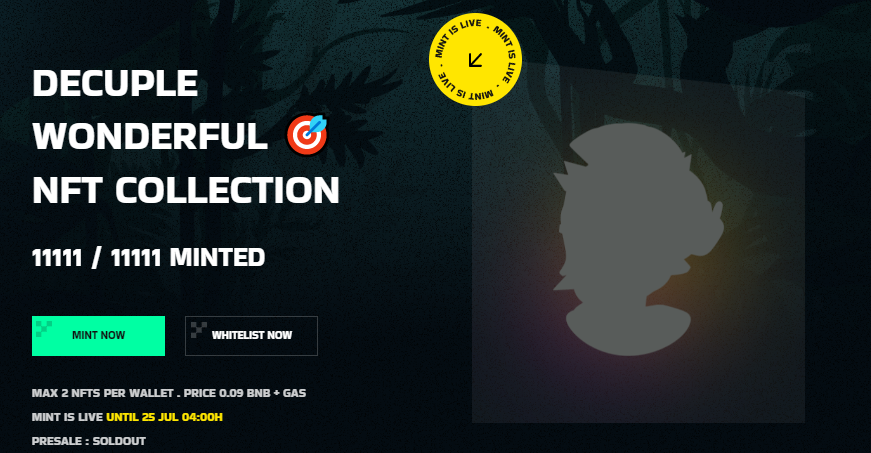 MINT IS LIVE . MINT IS LIVE . MINT IS LIVE .
DECUPLE
WONDERFUL
NFT COLLECTION
11111 / 11111 MINTED
MINT NOW
WHITELIST NOW
MAX 2 NFTS PER WALLET . PRICE 0.09 BNB + GAS
MINT IS LIVE UNTIL 25 JUL 04:00H
PRESALE : SOLDOUT